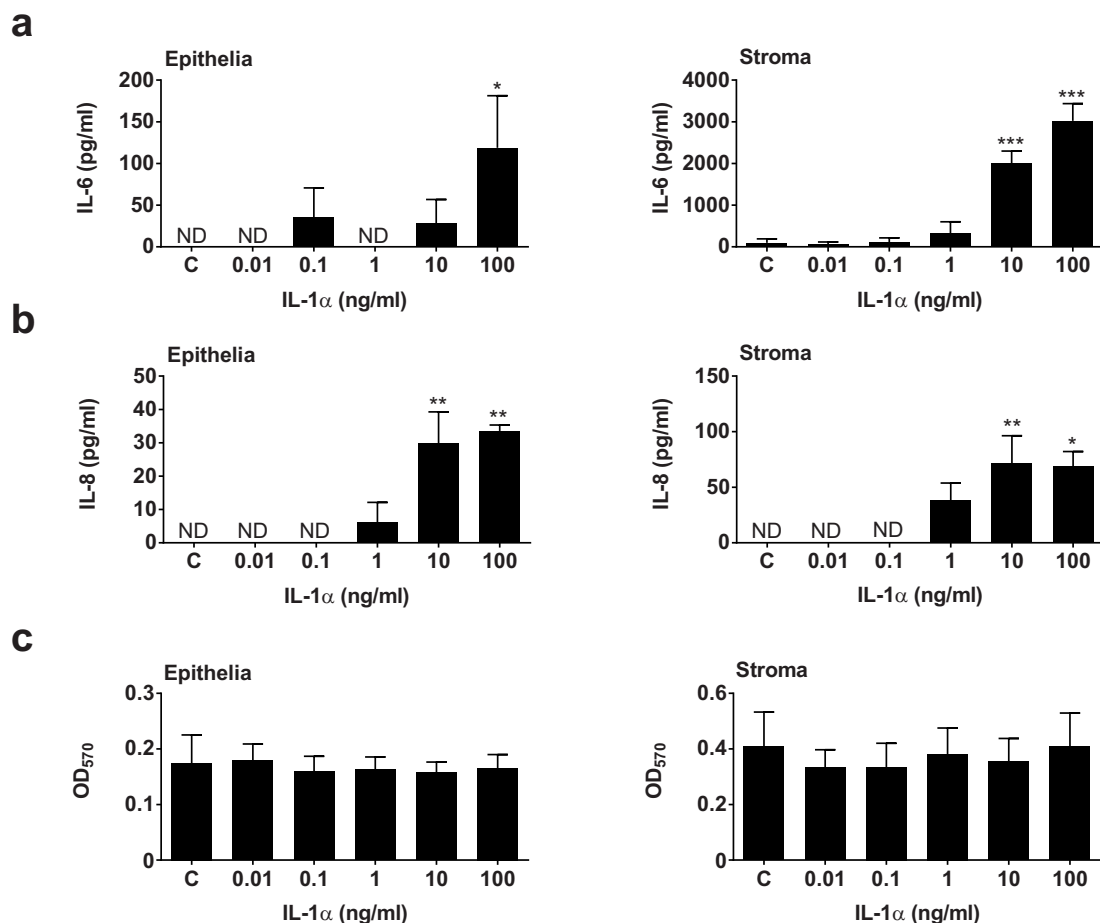 a
Epithelia
200
150
100
50
0
IL-6 (pg/ml)
*
ND ND ND
C 0.01 0.1 1 10 100
IL-1α (ng/ml)
Stroma
4000
3000
2000
1000
0
IL-6 (pg/ml)
*** ***
C 0.01 0.1 1 10 100
IL-1α (ng/ml)
b
Epithelia
50
40
30
20
10
0
IL-8 (pg/ml)
** **
ND ND ND
C 0.01 0.1 1 10 100
IL-1α (ng/ml)
Stroma
150
100
50
0
IL-8 (pg/ml)
** *
ND ND ND
C 0.01 0.1 1 10 100
IL-1α (ng/ml)
c
Epithelia
0.3
0.2
0.1
0
OD570
C 0.01 0.1 1 10 100
IL-1α (ng/ml)
Stroma
0.6
0.4
0.2
0
OD570
C 0.01 0.1 1 10 100
IL-1α (ng/ml)